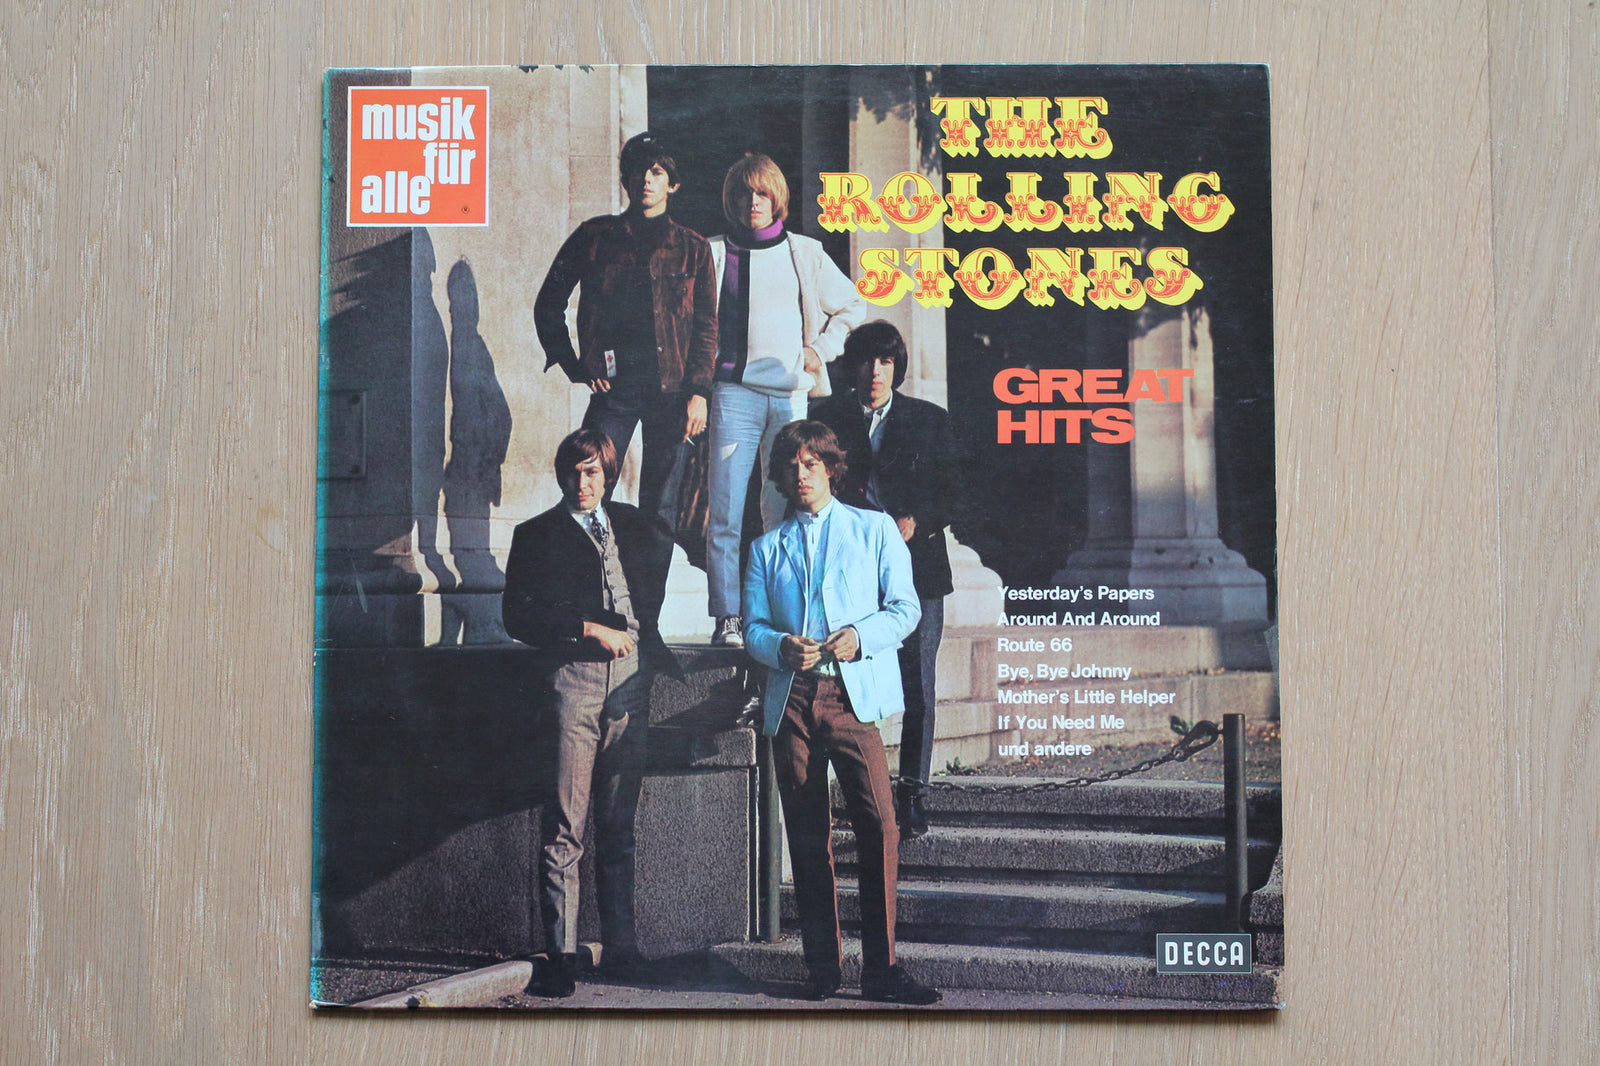 musik
für
alle
THE
ROLLING
STONES
GREAT
HITS
Yesterday's Papers
Around And Around
Route 66
Bye, Bye Johnny
Mother's Little Helper
If You Need Me
und andere
DECCA